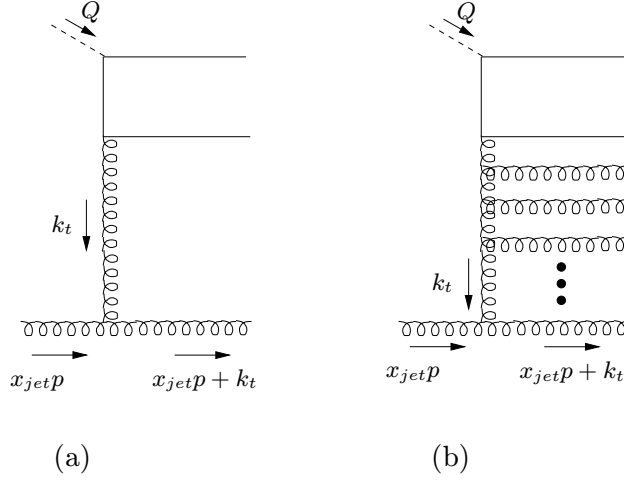 Q Q
k_t k_t
x_{jet}p x_{jet}p + k_t x_{jet}p x_{jet}p + k_t
(a) (b)